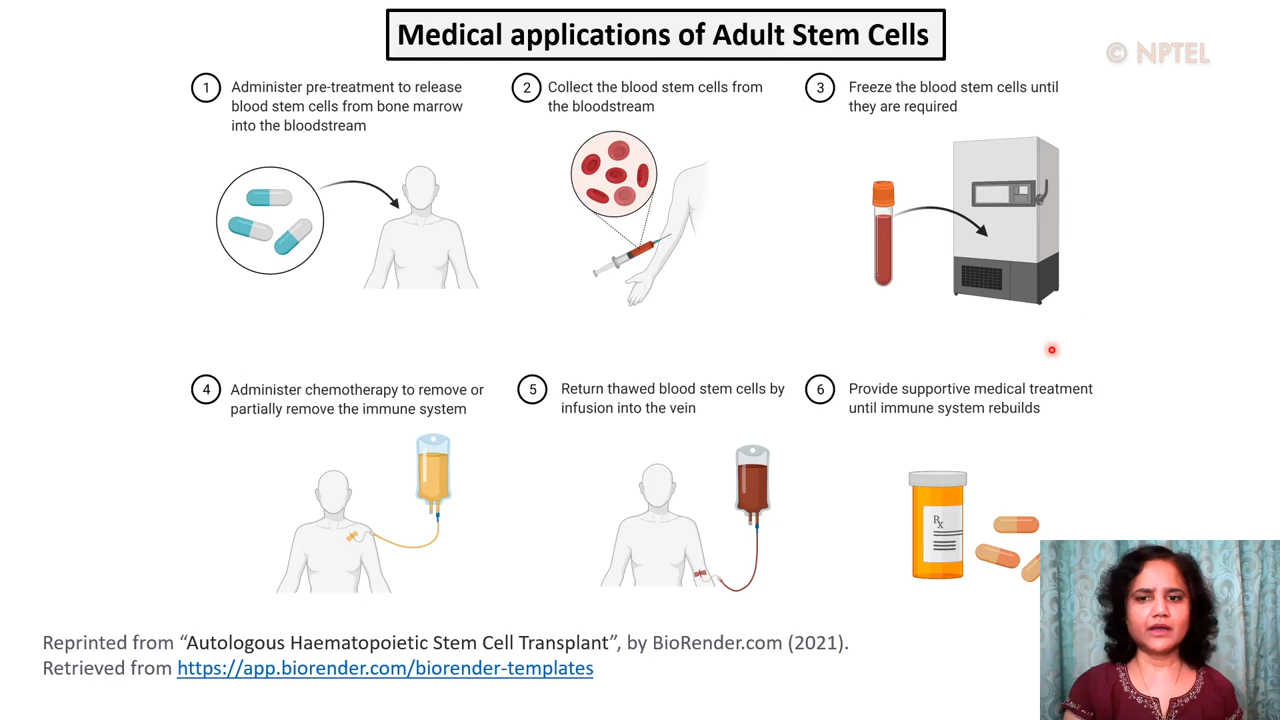 Medical applications of Adult Stem Cells
© NPTEL
1
Administer pre-treatment to release
blood stem cells from bone marrow
into the bloodstream
2
Collect the blood stem cells from
the bloodstream
3
Freeze the blood stem cells until
they are required
4
Administer chemotherapy to remove or
partially remove the immune system
5
Return thawed blood stem cells by
infusion into the vein
6
Provide supportive medical treatment
until immune system rebuilds
Rx
Reprinted from “Autologous Haematopoietic Stem Cell Transplant”, by BioRender.com (2021).
Retrieved from https://app.biorender.com/biorender-templates